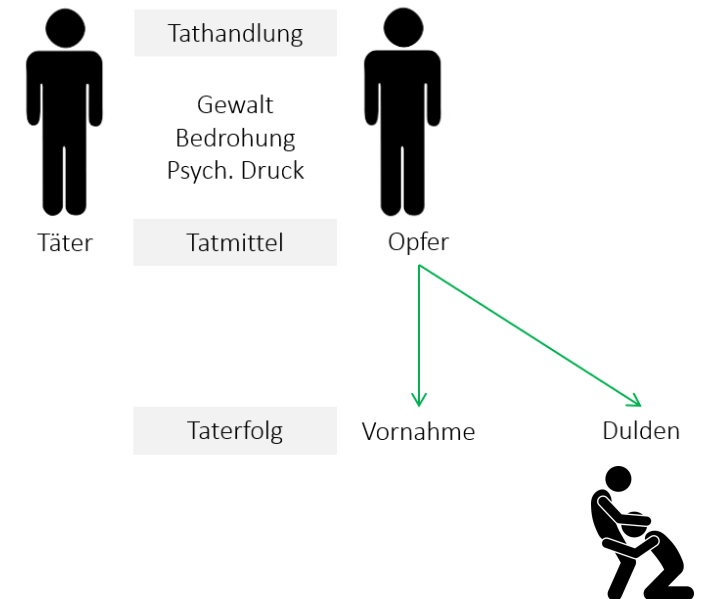 Tathandlung
Gewalt
Bedrohung
Psych. Druck
Täter
Tatmittel
Opfer
Taterfolg
Vornahme
Dulden